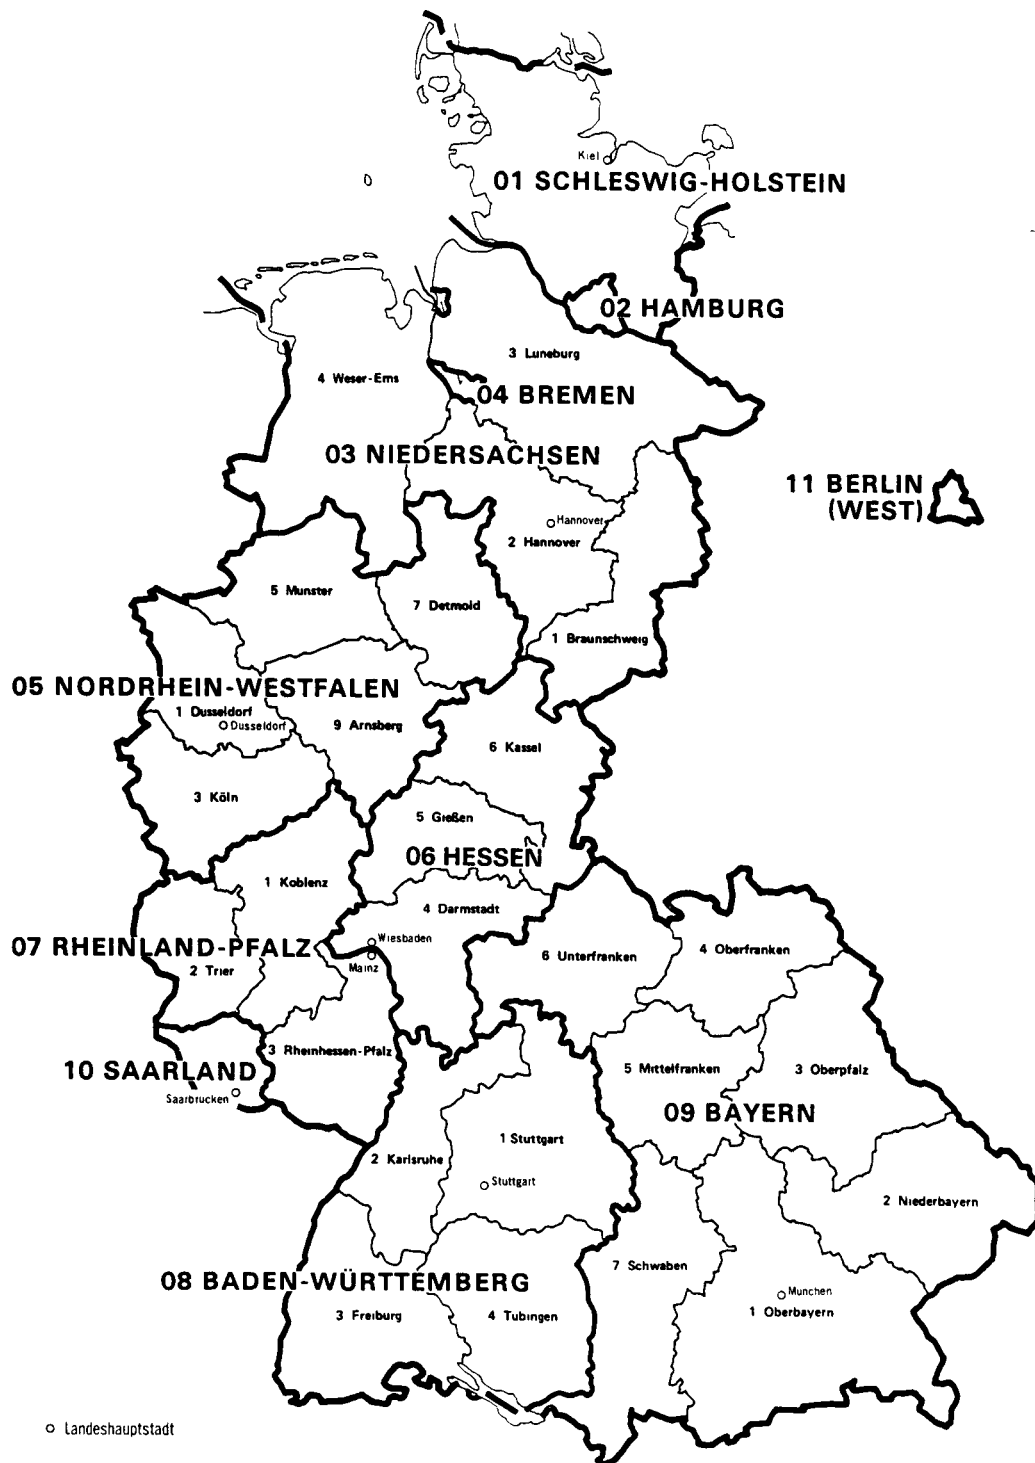 Kiel
01 SCHLESWIG-HOLSTEIN
02 HAMBURG
3 Luneburg
4 Weser-Ems
04 BREMEN
03 NIEDERSACHSEN
11 BERLIN
(WEST)
Hannover
2 Hannover
5 Munster
7 Detmold
1 Braunschweig
05 NORDRHEIN-WESTFALEN
1 Dusseldorf
Dusseldorf
9 Arnsberg
6 Kassel
3 Köln
5 Gießen
06 HESSEN
1 Koblenz
4 Darmstadt
Wiesbaden
07 RHEINLAND-PFALZ
Mainz
2 Trier
6 Unterfranken
4 Oberfranken
3 Rheinhessen-Pfalz
10 SAARLAND
Saarbrucken
5 Mittelfranken
3 Oberpfalz
09 BAYERN
1 Stuttgart
2 Karlsruhe
Stuttgart
2 Niederbayern
7 Schwaben
08 BADEN-WÜRTTEMBERG
Munchen
1 Oberbayern
3 Freiburg
4 Tubingen
Landeshauptstadt